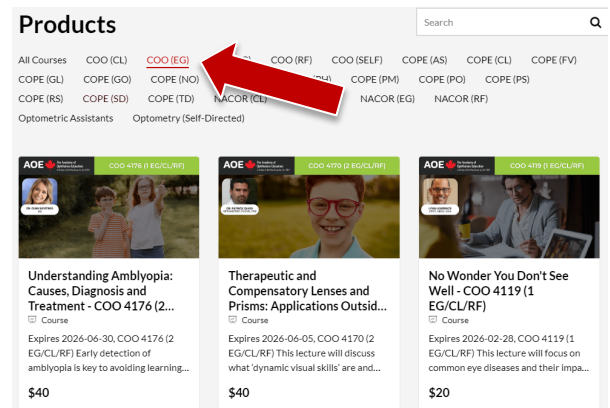 Products
Search
All Courses COO (CL) COO (EG) COO (RF) COO (SELF) COPE (AS) COPE (CL) COPE (FV)
COPE (GL) COPE (GO) COPE (NO) COPE (PM) COPE (PO) COPE (PS)
COPE (RS) COPE (SD) COPE (TD) NACOR (CL) NACOR (EG) NACOR (RF)
Optometric Assistants Optometry (Self-Directed)
AOE COO 4176 (1 EG/CL/RF)
AOE COO 4170 (2 EG/CL/RF)
AOE COO 4119 (1 EG/CL/RF)
Understanding Amblyopia:
Causes, Diagnosis and
Treatment - COO 4176 (2...
Course
Expires 2026-06-30, COO 4176 (2
EG/CL/RF) Early detection of
amblyopia is key to avoiding learning...
$40
Therapeutic and
Compensatory Lenses and
Prisms: Applications Outsid...
Course
Expires 2026-06-05, COO 4170 (2
EG/CL/RF) This lecture will discuss
what 'dynamic visual skills' are and...
$40
No Wonder You Don't See
Well - COO 4119 (1
EG/CL/RF)
Course
Expires 2026-02-28, COO 4119 (1
EG/CL/RF) This lecture will focus on
common eye diseases and their impa...
$20